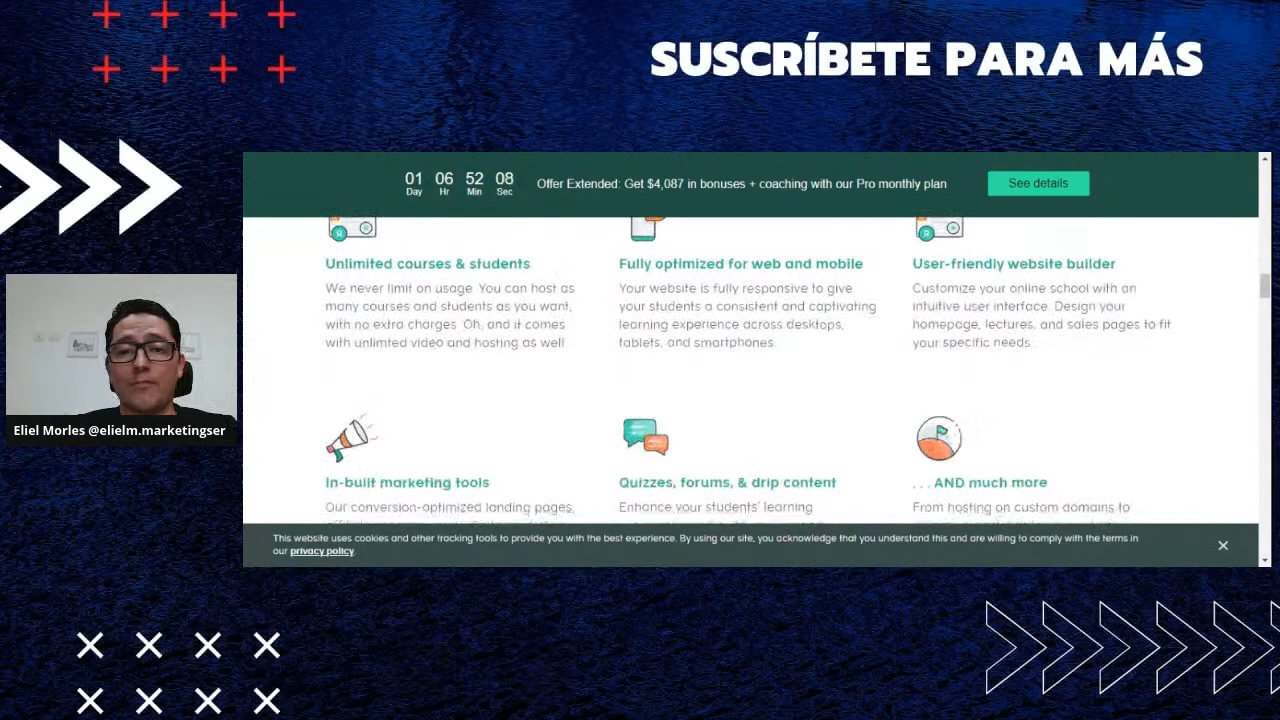 SUSCRÍBETE PARA MÁS
01 06 52 08
Day Hr Min Sec
Offer Extended: Get $4,087 in bonuses + coaching with our Pro monthly plan
See details
Unlimited courses & students
We never limit on usage. You can host as
many courses and students as you want,
with no extra charges. Oh, and it comes
with unlimted video and hosting as well
Fully optimized for web and mobile
Your website is fully responsive to give
your students a consistent and captivating
learning experience across desktops,
tablets, and smartphones.
User-friendly website builder
Customize your online school with an
intuitive user interface. Design your
homepage, lectures, and sales pages to fit
your specific needs
Eliel Morles @elielm.marketingser
In-built marketing tools
Our conversion-optimized landing pages,
Quizzes, forums, & drip content
Enhance your students' learning
. . . AND much more
From hosting on custom domains to
This website uses cookies and other tracking tools to provide you with the best experience. By using our site, you acknowledge that you understand this and are willing to comply with the terms in
our privacy policy.